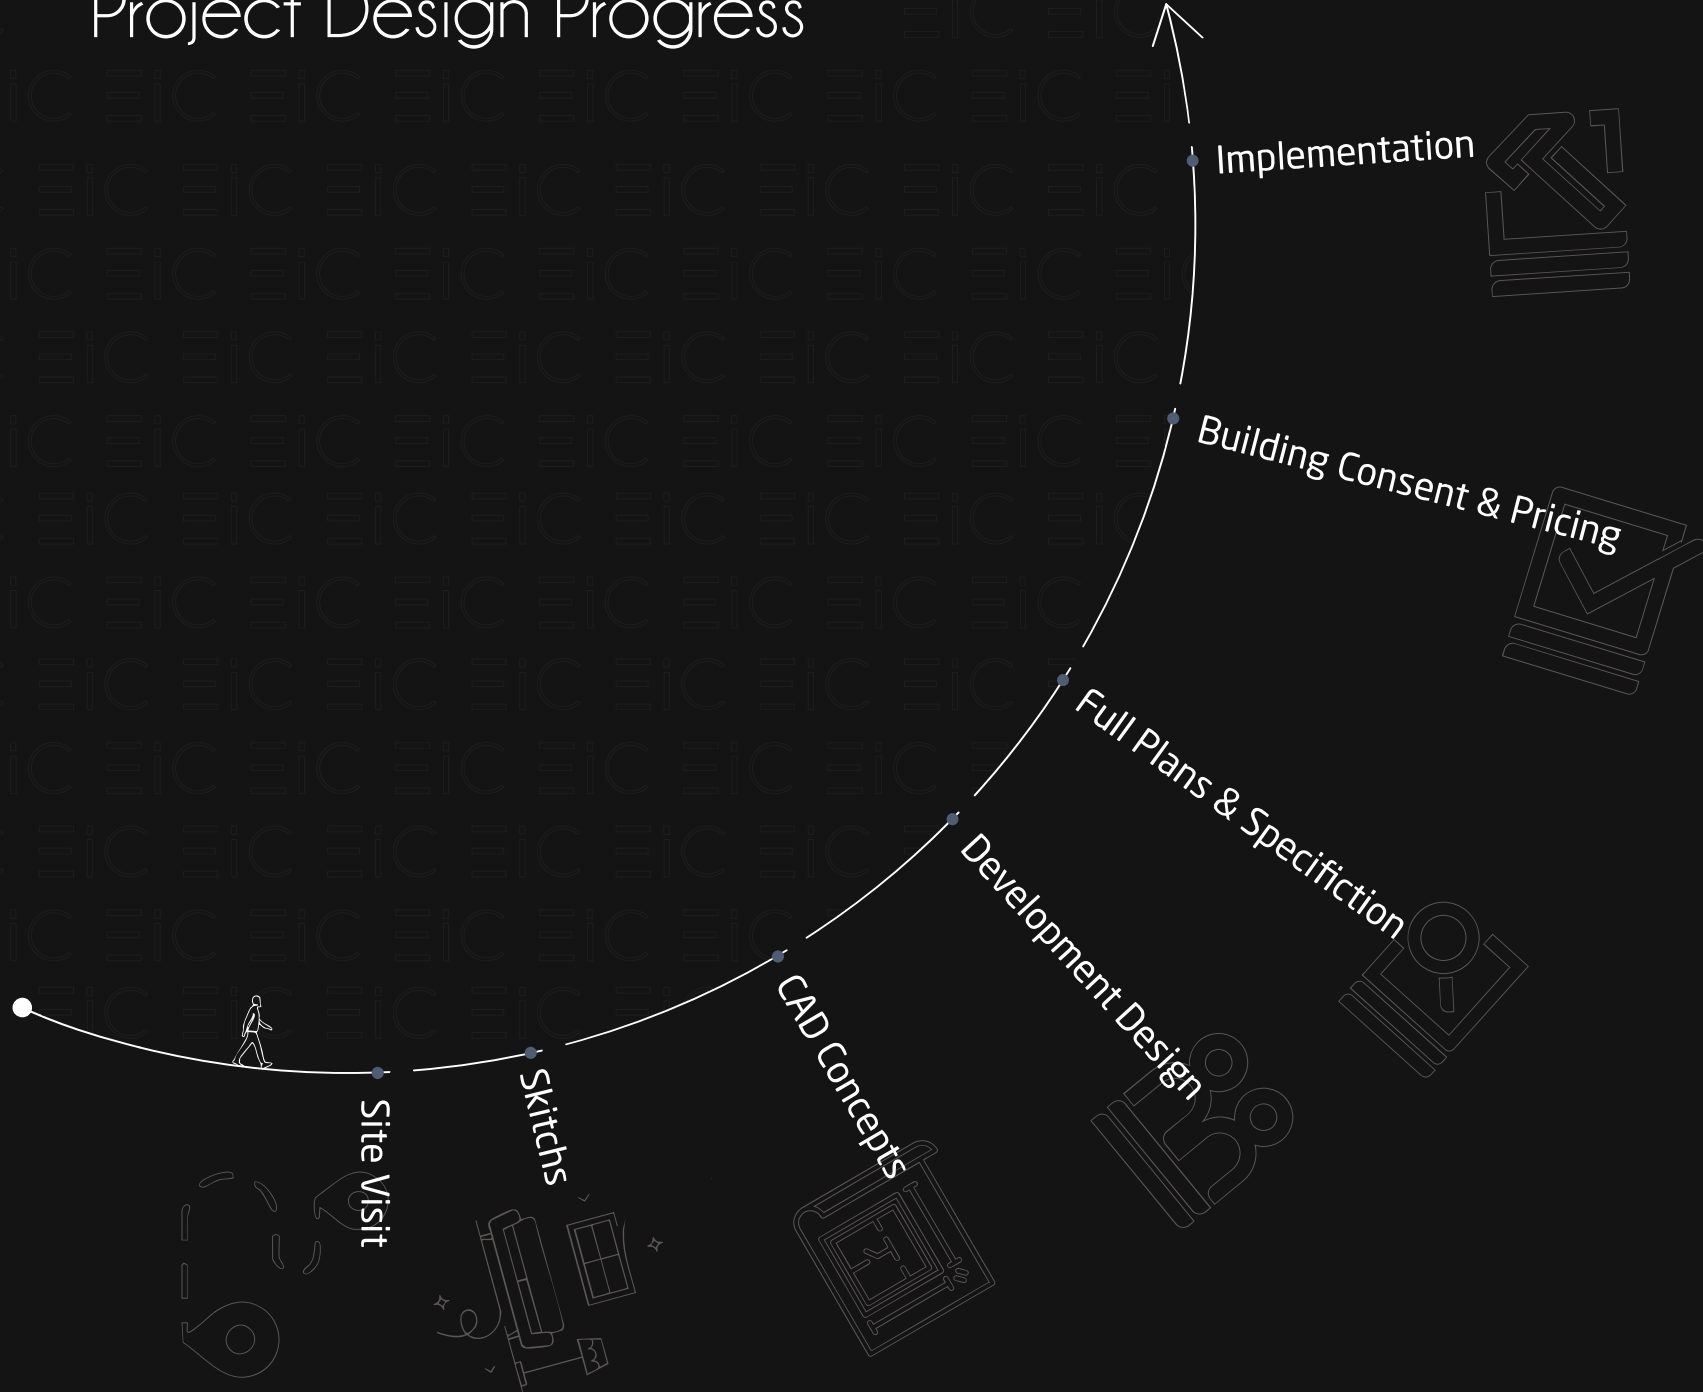 Project Design Progress
Implementation
Building Consent & Pricing
Full Plans & Specifiction
Development Design
CAD Concepts
Skitchs
Site Visit